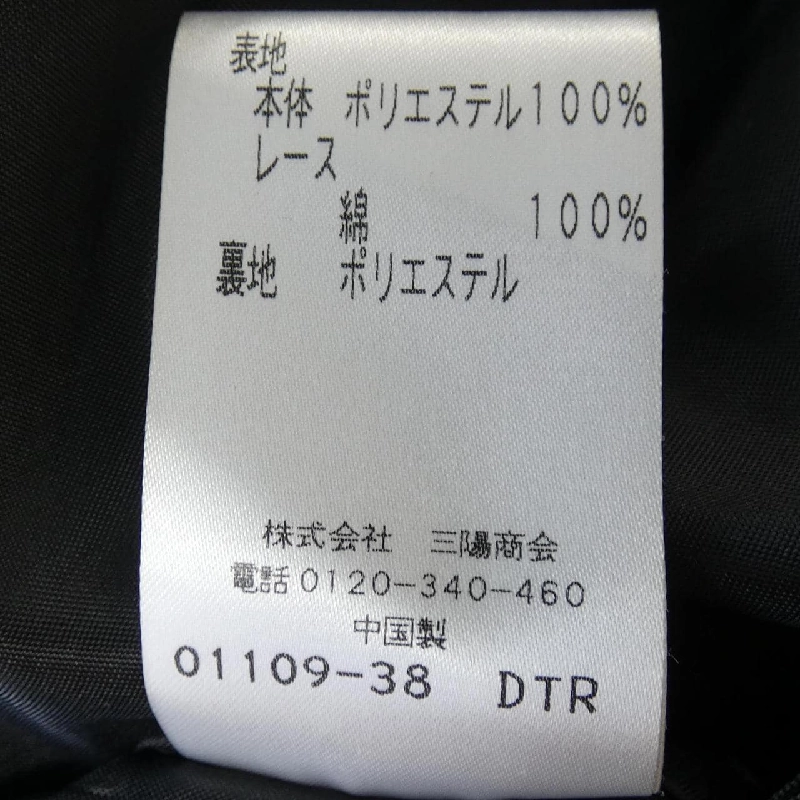 表地
本体 ポリエステル100%
レース
綿 100%
裏地 ポリエステル
株式会社 三陽商会
電話0120-340-460
中国製
01109-38 DTR